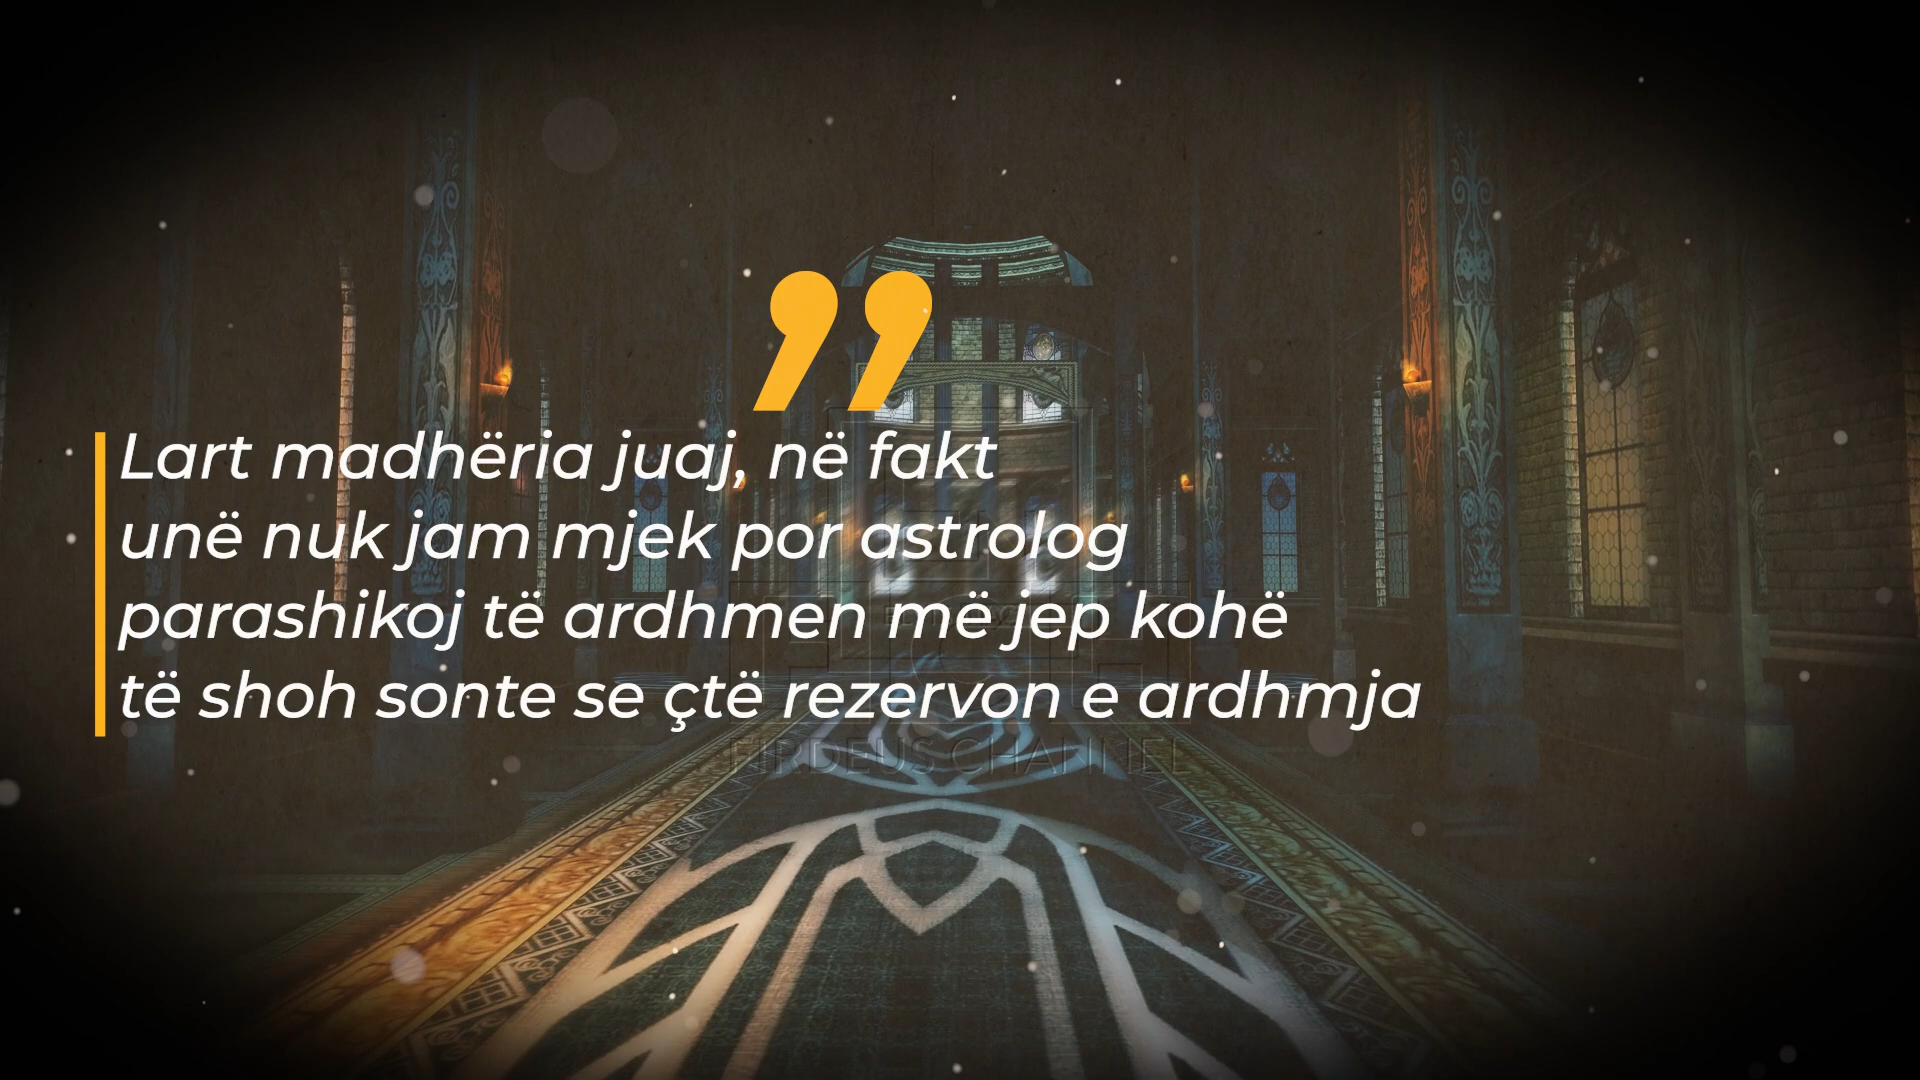 ”
Lart madhëria juaj, në fakt
unë nuk jam mjek por astrolog
parashikoj të ardhmen më jep kohë
të shoh sonte se çtë rezervon e ardhmja
FIRDEUS CHANNEL